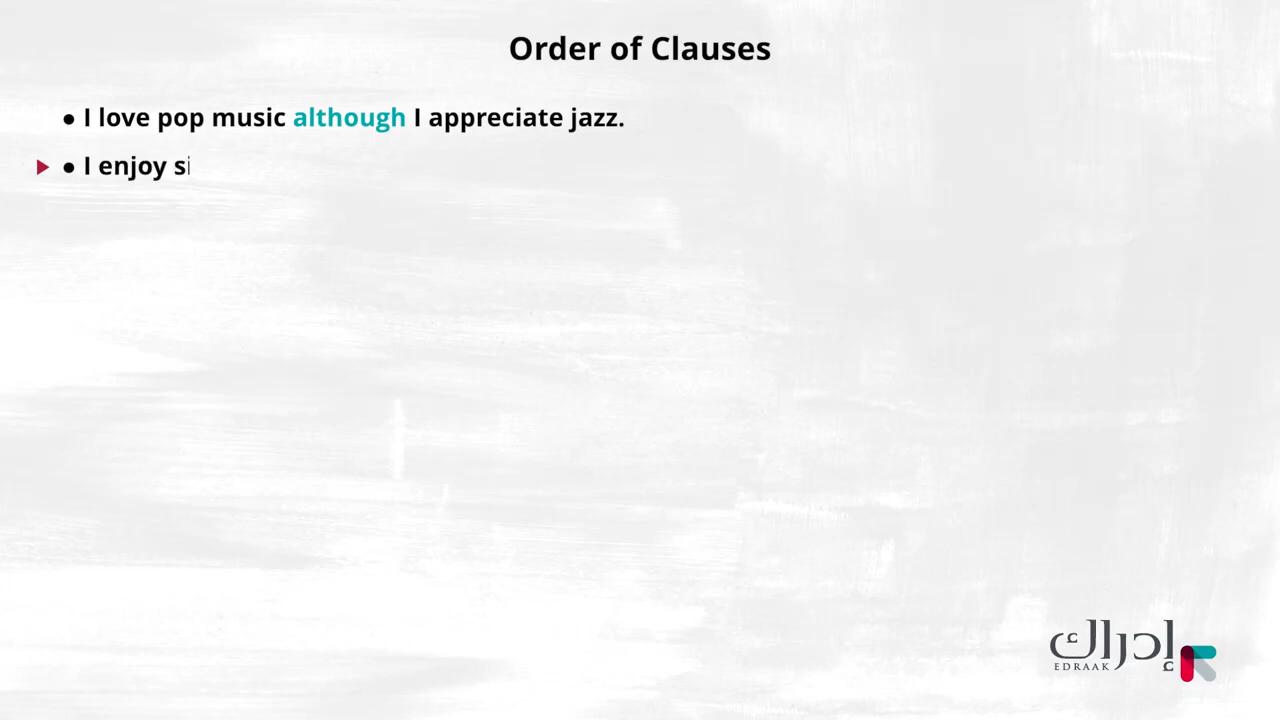 Order of Clauses
● I love pop music although I appreciate jazz.
● I enjoy si
إدراك
EDRAAK